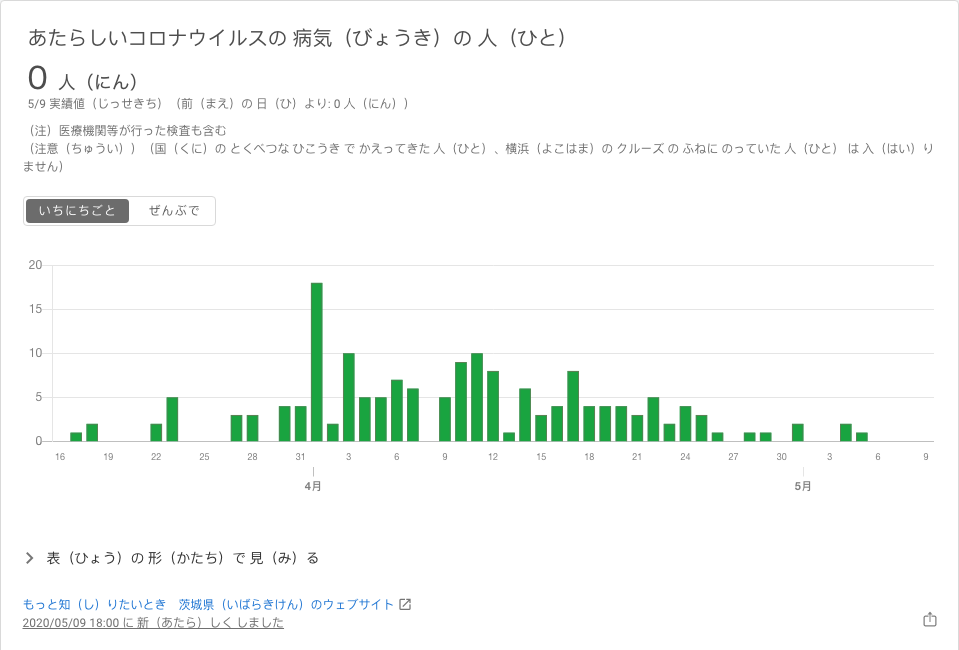 あたらしいコロナウイルスの 病気（びょうき）の 人（ひと）
0 人（にん）
5/9 実績値（じっせきち）（前（まえ）の 日（ひ）より: 0 人（にん））
（注）医療機関等が行った検査も含む
（注意（ちゅうい））（国（くに）の とくべつな ひこうき で かえってきた 人（ひと）、横浜（よこはま）の クルーズ の ふねに のっていた 人（ひと） は 入（はい）り
ません）
いちにちごと ぜんぶで
20
15
10
5
0
16 19 22 25 28 31 3 6 9 12 15 18 21 24 27 30 3 6 9
4月 5月
表（ひょう）の 形（かたち）で 見（み）る
もっと知（し）りたいとき　茨城県（いばらきけん）のウェブサイト
2020/05/09 18:00 に 新（あたら）しく しました